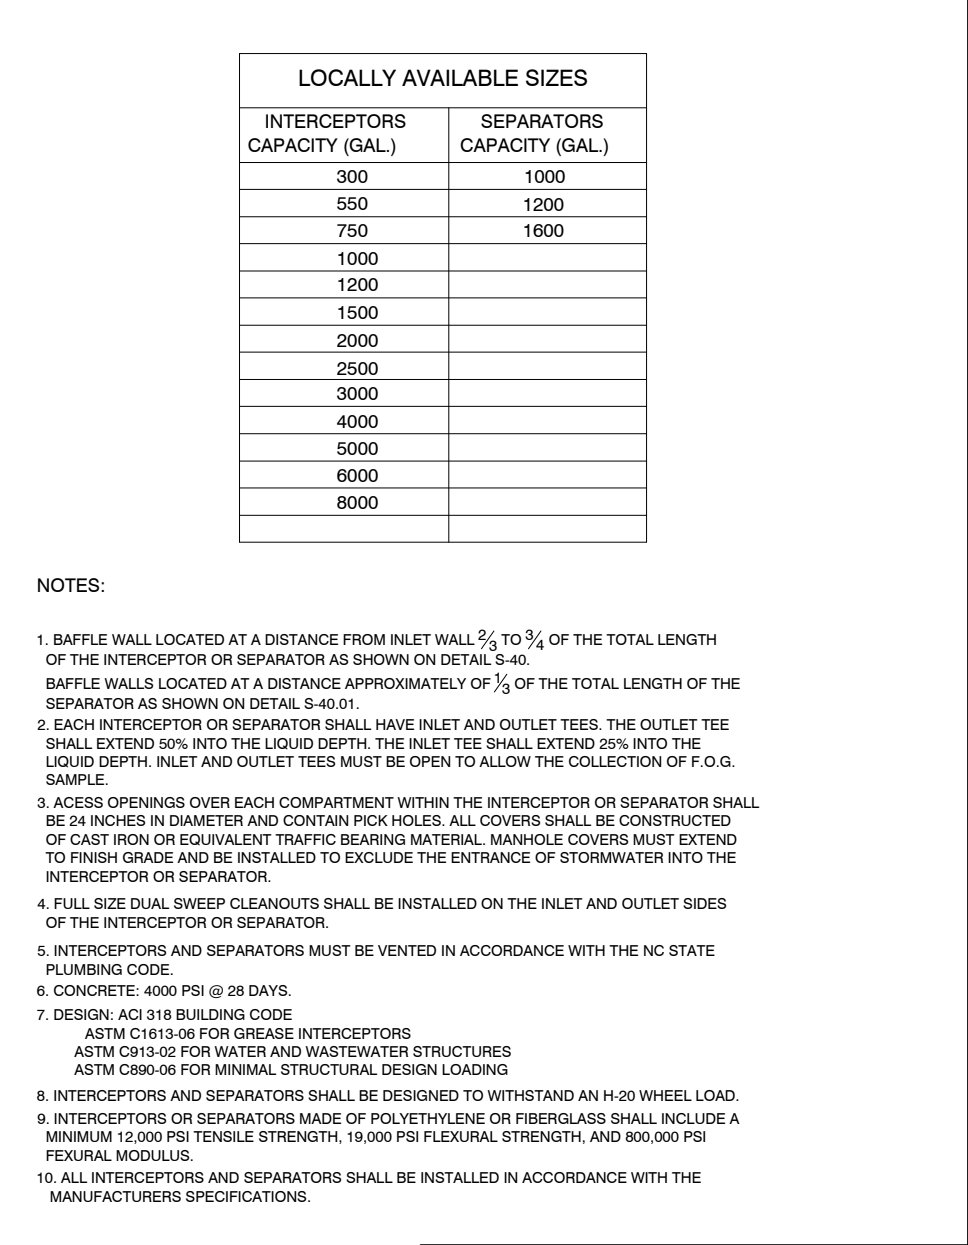 LOCALLY AVAILABLE SIZES
INTERCEPTORS SEPARATORS
CAPACITY (GAL.) CAPACITY (GAL.)
300 1000
550 1200
750 1600
1000
1200
1500
2000
2500
3000
4000
5000
6000
8000
NOTES:
1. BAFFLE WALL LOCATED AT A DISTANCE FROM INLET WALL 2/3 TO 3/4 OF THE TOTAL LENGTH
OF THE INTERCEPTOR OR SEPARATOR AS SHOWN ON DETAIL S-40.
BAFFLE WALLS LOCATED AT A DISTANCE APPROXIMATELY OF 1/3 OF THE TOTAL LENGTH OF THE
SEPARATOR AS SHOWN ON DETAIL S-40.01.
2. EACH INTERCEPTOR OR SEPARATOR SHALL HAVE INLET AND OUTLET TEES. THE OUTLET TEE
SHALL EXTEND 50% INTO THE LIQUID DEPTH. THE INLET TEE SHALL EXTEND 25% INTO THE
LIQUID DEPTH. INLET AND OUTLET TEES MUST BE OPEN TO ALLOW THE COLLECTION OF F.O.G.
SAMPLE.
3. ACESS OPENINGS OVER EACH COMPARTMENT WITHIN THE INTERCEPTOR OR SEPARATOR SHALL
BE 24 INCHES IN DIAMETER AND CONTAIN PICK HOLES. ALL COVERS SHALL BE CONSTRUCTED
OF CAST IRON OR EQUIVALENT TRAFFIC BEARING MATERIAL. MANHOLE COVERS MUST EXTEND
TO FINISH GRADE AND BE INSTALLED TO EXCLUDE THE ENTRANCE OF STORMWATER INTO THE
INTERCEPTOR OR SEPARATOR.
4. FULL SIZE DUAL SWEEP CLEANOUTS SHALL BE INSTALLED ON THE INLET AND OUTLET SIDES
OF THE INTERCEPTOR OR SEPARATOR.
5. INTERCEPTORS AND SEPARATORS MUST BE VENTED IN ACCORDANCE WITH THE NC STATE
PLUMBING CODE.
6. CONCRETE: 4000 PSI @ 28 DAYS.
7. DESIGN: ACI 318 BUILDING CODE
ASTM C1613-06 FOR GREASE INTERCEPTORS
ASTM C913-02 FOR WATER AND WASTEWATER STRUCTURES
ASTM C890-06 FOR MINIMAL STRUCTURAL DESIGN LOADING
8. INTERCEPTORS AND SEPARATORS SHALL BE DESIGNED TO WITHSTAND AN H-20 WHEEL LOAD.
9. INTERCEPTORS OR SEPARATORS MADE OF POLYETHYLENE OR FIBERGLASS SHALL INCLUDE A
MINIMUM 12,000 PSI TENSILE STRENGTH, 19,000 PSI FLEXURAL STRENGTH, AND 800,000 PSI
FEXURAL MODULUS.
10. ALL INTERCEPTORS AND SEPARATORS SHALL BE INSTALLED IN ACCORDANCE WITH THE
MANUFACTURERS SPECIFICATIONS.